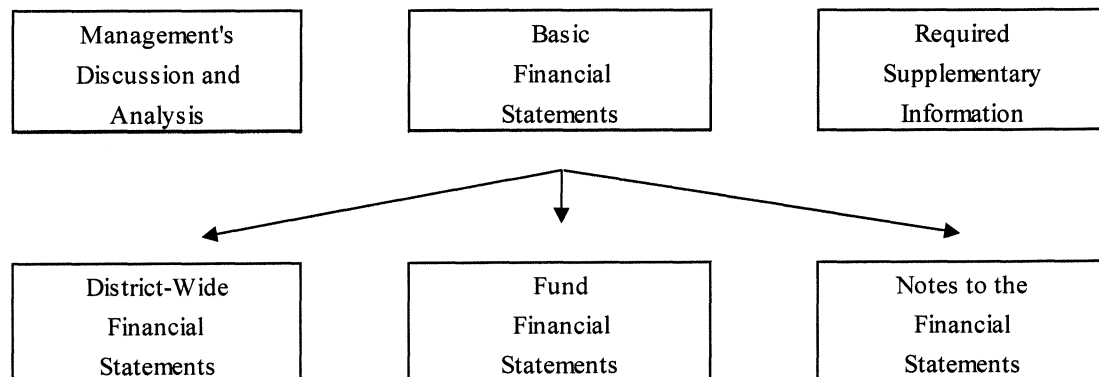 Management's
Discussion and
Analysis
Basic
Financial
Statements
Required
Supplementary
Information
District-Wide
Financial
Statements
Fund
Financial
Statements
Notes to the
Financial
Statements